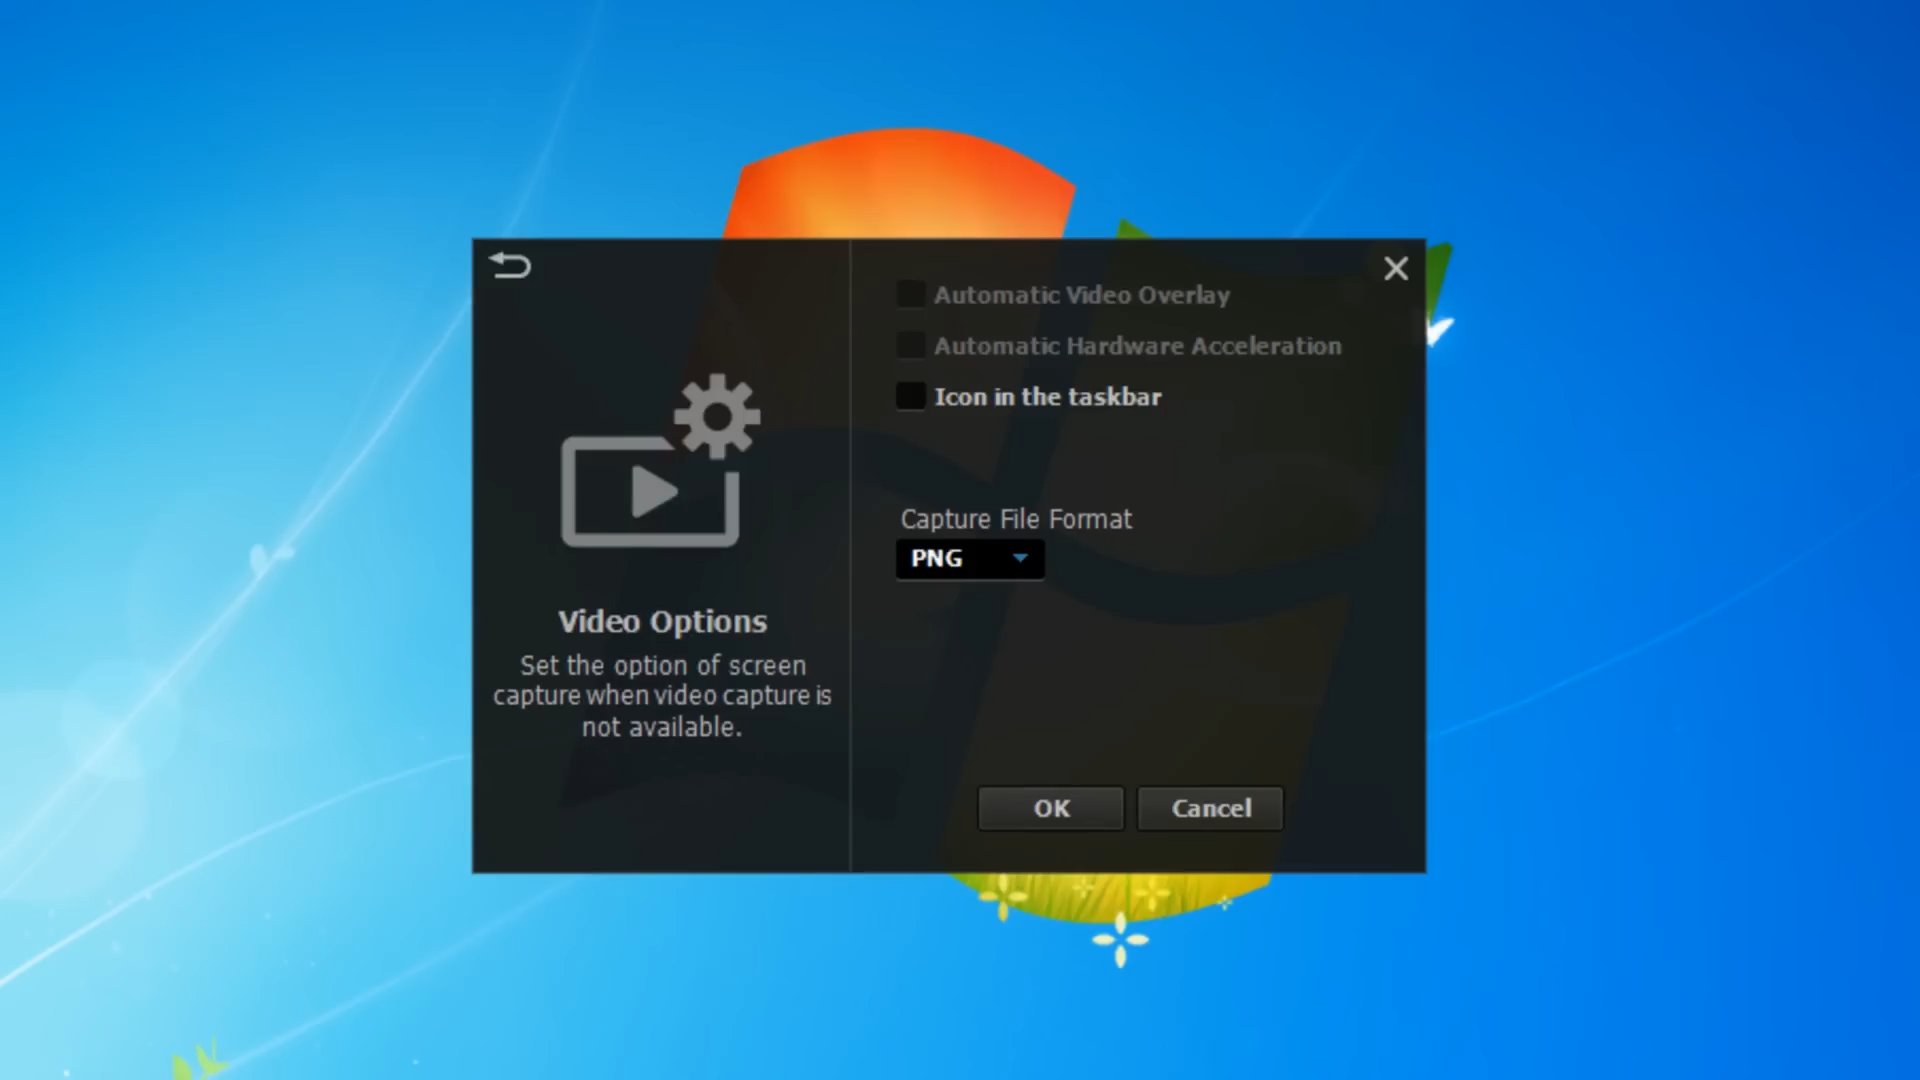 Automatic Video Overlay
Automatic Hardware Acceleration
Icon in the taskbar
Capture File Format
PNG
Video Options
Set the option of screen
capture when video capture is
not available.
OK
Cancel